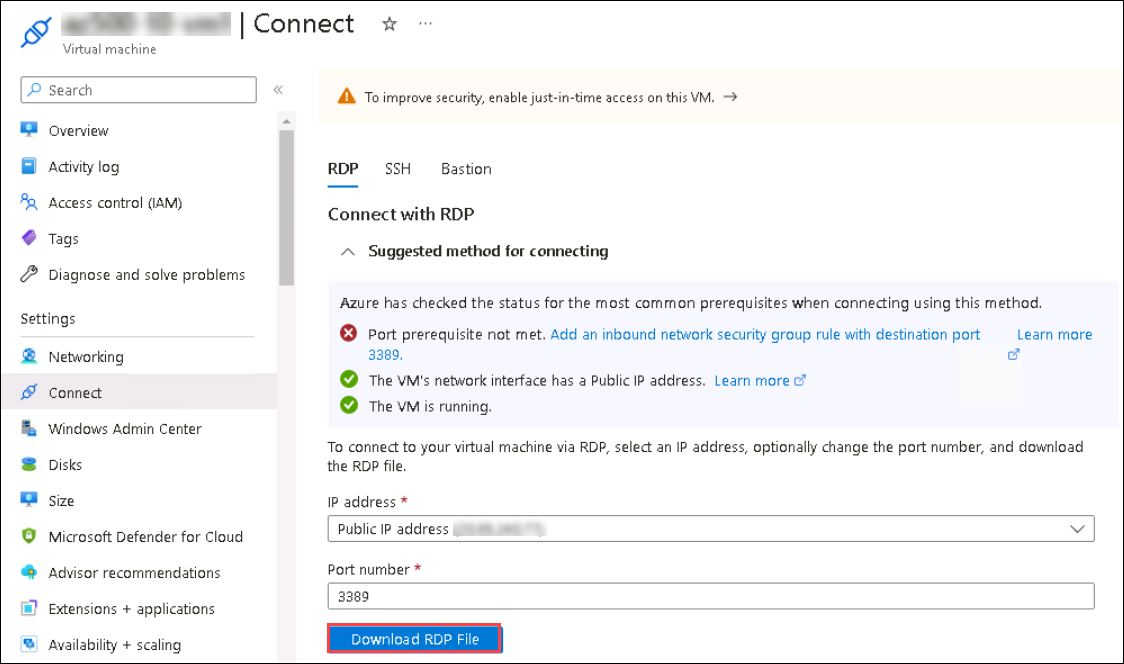 | Connect
Virtual machine
Search
Overview
Activity log
Access control (IAM)
Tags
Diagnose and solve problems
Settings
Networking
Connect
Windows Admin Center
Disks
Size
Microsoft Defender for Cloud
Advisor recommendations
Extensions + applications
Availability + scaling
To improve security, enable just-in-time access on this VM. →
RDP SSH Bastion
Connect with RDP
Suggested method for connecting
Azure has checked the status for the most common prerequisites when connecting using this method.
Port prerequisite not met. Add an inbound network security group rule with destination port
3389.
Learn more
The VM's network interface has a Public IP address. Learn more
The VM is running.
To connect to your virtual machine via RDP, select an IP address, optionally change the port number, and download
the RDP file.
IP address *
Public IP address
Port number *
3389
Download RDP File